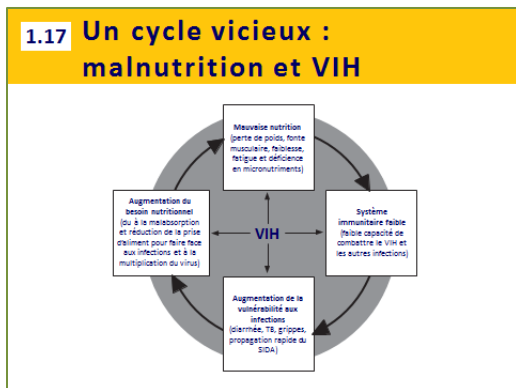 1.17 Un cycle vicieux :
malnutrition et VIH
Mauvaise nutrition
(perte de poids, fonte
musculaire, faiblesse,
fatigue et déficience
en micronutriments)
Augmentation du
besoin nutritionnel
(du à la malabsorption
et réduction de la prise
d'aliment pour faire face
aux infections et à la
multiplication du virus)
VIH
Système
immunitaire faible
(faible capacité de
combattre le VIH et
les autres infections)
Augmentation de la
vulnérabilité aux
infections
(diarrhée, TB, grippes,
propagation rapide du
SIDA)